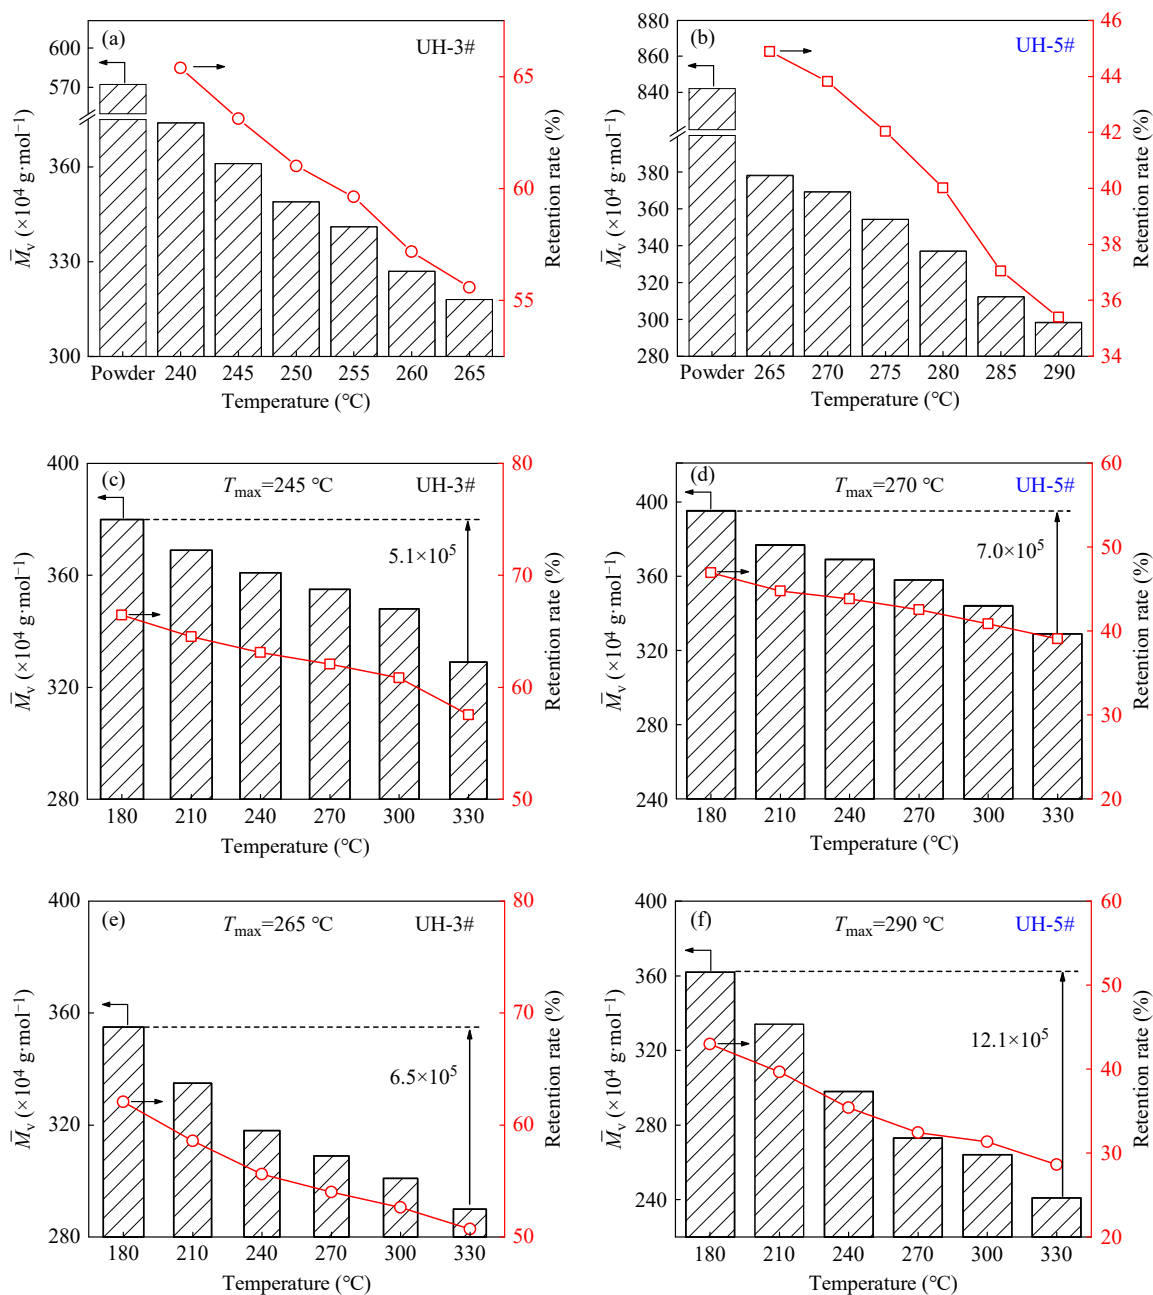 (a)
UH-3#
600
570
360
330
300
65
60
55
M̄v (×10⁴ g·mol⁻¹)
Retention rate (%)
Powder 240 245 250 255 260 265
Temperature (°C)
(b)
UH-5#
880
860
840
380
360
340
320
300
280
46
44
42
40
38
36
34
M̄v (×10⁴ g·mol⁻¹)
Retention rate (%)
Powder 265 270 275 280 285 290
Temperature (°C)
(c)
Tmax=245 °C
UH-3#
5.1×10⁵
400
360
320
280
80
70
60
50
M̄v (×10⁴ g·mol⁻¹)
Retention rate (%)
180 210 240 270 300 330
Temperature (°C)
(d)
Tmax=270 °C
UH-5#
7.0×10⁵
400
360
320
280
240
60
50
40
30
20
M̄v (×10⁴ g·mol⁻¹)
Retention rate (%)
180 210 240 270 300 330
Temperature (°C)
(e)
Tmax=265 °C
UH-3#
6.5×10⁵
400
360
320
280
80
70
60
50
M̄v (×10⁴ g·mol⁻¹)
Retention rate (%)
180 210 240 270 300 330
Temperature (°C)
(f)
Tmax=290 °C
UH-5#
12.1×10⁵
400
360
320
280
240
60
50
40
30
20
M̄v (×10⁴ g·mol⁻¹)
Retention rate (%)
180 210 240 270 300 330
Temperature (°C)